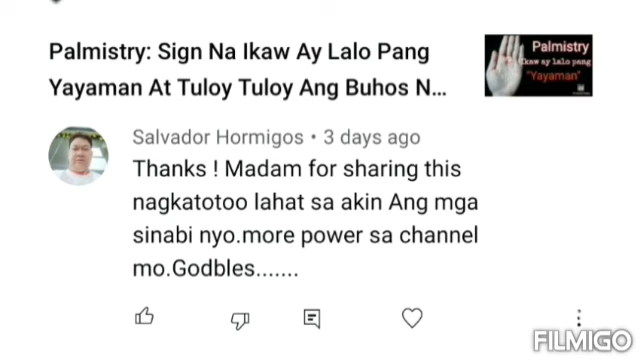 Palmistry: Sign Na Ikaw Ay Lalo Pang
Yayaman At Tuloy Tuloy Ang Buhos N...
Palmistry
Ikaw ay lalo pang
"Yayaman"
Salvador Hormigos • 3 days ago
Thanks ! Madam for sharing this
nagkatotoo lahat sa akin Ang mga
sinabi nyo.more power sa channel
mo.Godbles.......
FILMIGO